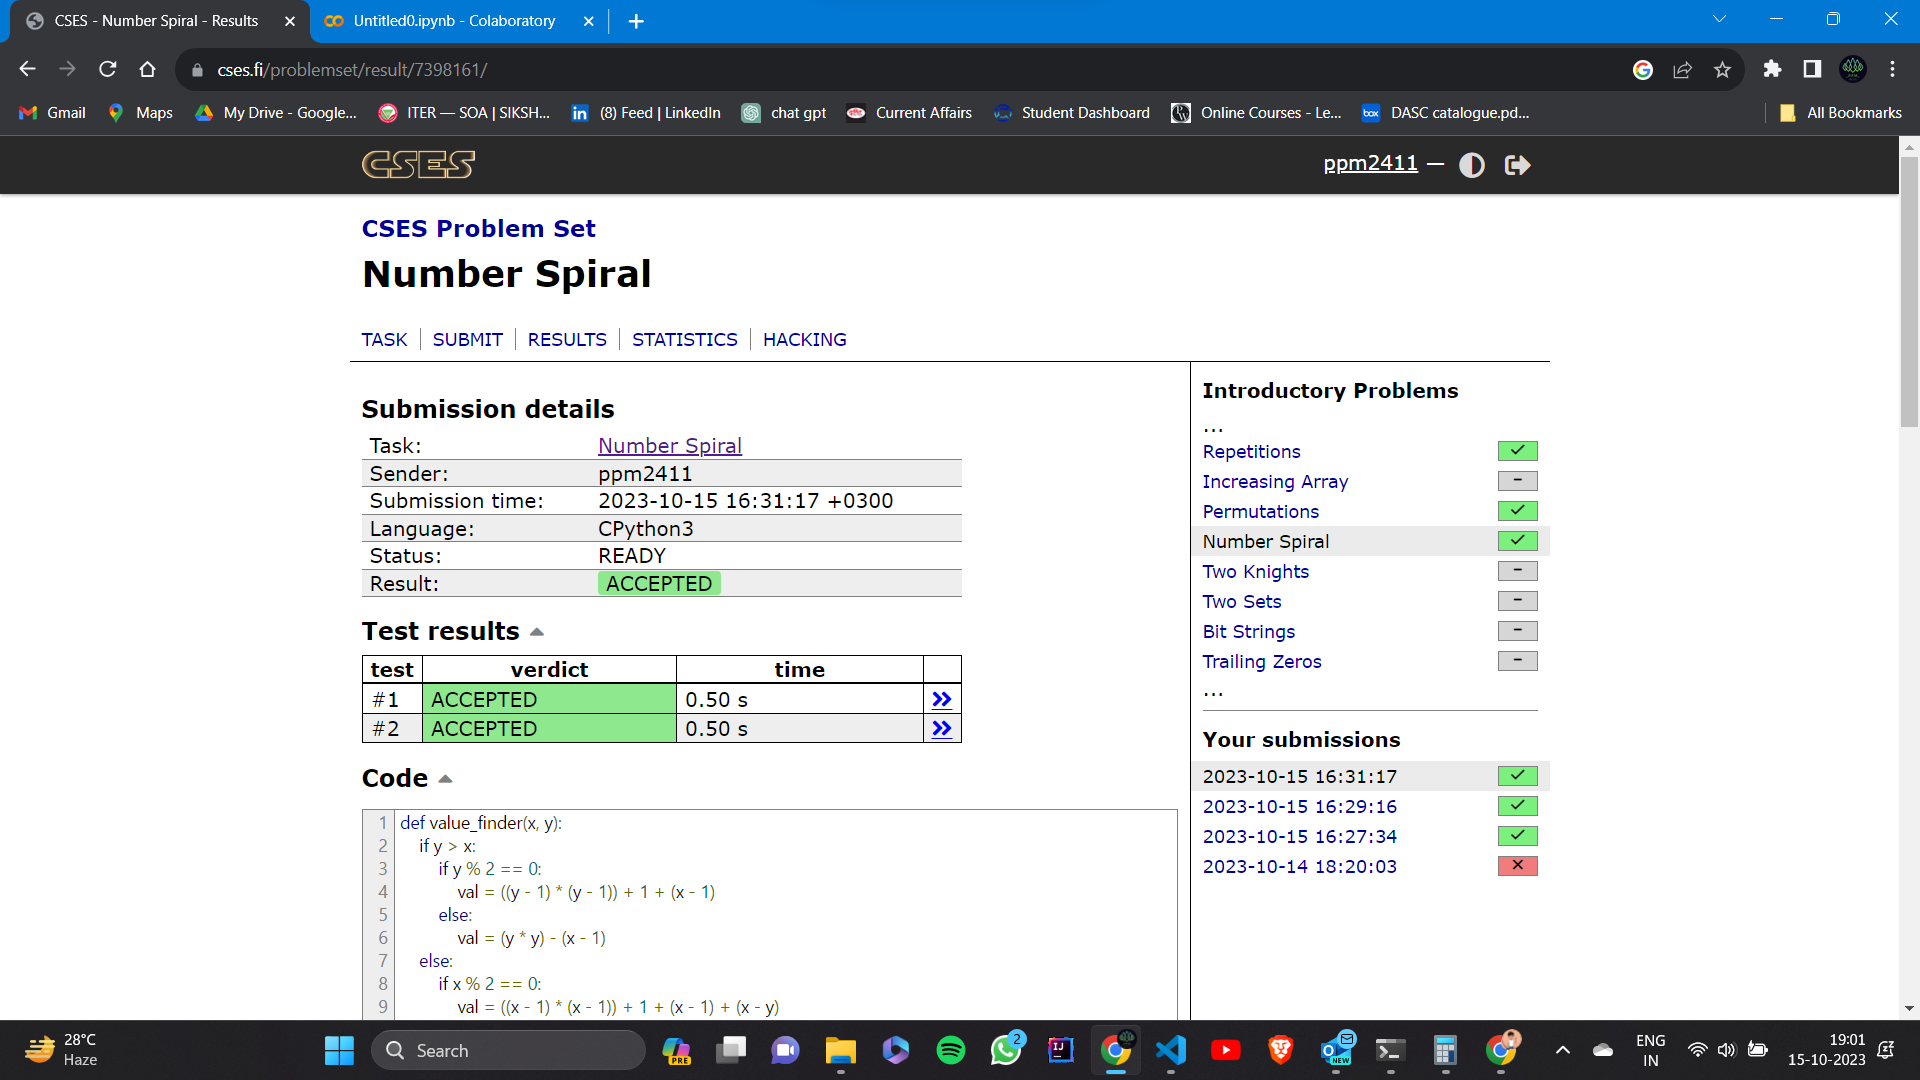 CSES - Number Spiral - Results
Untitled0.ipynb - Colaboratory
cses.fi/problemset/result/7398161/
Gmail
Maps
My Drive - Google...
ITER — SOA | SIKSH...
(8) Feed | LinkedIn
chat gpt
Current Affairs
Student Dashboard
Online Courses - Le...
DASC catalogue.pd...
All Bookmarks
CSES
ppm2411 —
CSES Problem Set
Number Spiral
TASK
SUBMIT
RESULTS
STATISTICS
HACKING
Submission details
Task: Number Spiral
Sender: ppm2411
Submission time: 2023-10-15 16:31:17 +0300
Language: CPython3
Status: READY
Result: ACCEPTED
Test results
test verdict time
#1 ACCEPTED 0.50 s
#2 ACCEPTED 0.50 s
Code
1 def value_finder(x, y):
2 if y > x:
3 if y % 2 == 0:
4 val = ((y - 1) * (y - 1)) + 1 + (x - 1)
5 else:
6 val = (y * y) - (x - 1)
7 else:
8 if x % 2 == 0:
9 val = ((x - 1) * (x - 1)) + 1 + (x - 1) + (x - y)
Introductory Problems
...
Repetitions
Increasing Array
Permutations
Number Spiral
Two Knights
Two Sets
Bit Strings
Trailing Zeros
...
Your submissions
2023-10-15 16:31:17
2023-10-15 16:29:16
2023-10-15 16:27:34
2023-10-14 18:20:03
28°C
Haze
Search
PRE
2
NEW
ENG
IN
19:01
15-10-2023